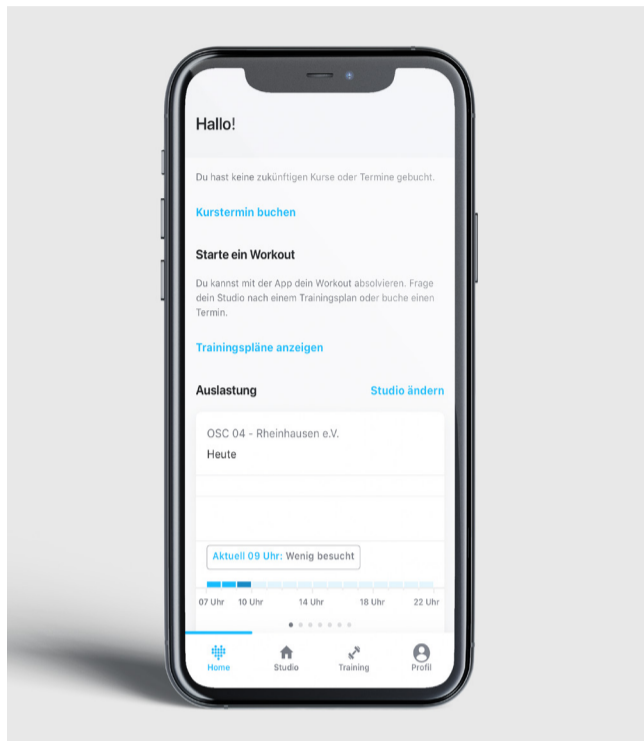 Hallo!
Du hast keine zukünftigen Kurse oder Termine gebucht.
Kurstermin buchen
Starte ein Workout
Du kannst mit der App dein Workout absolvieren. Frage
dein Studio nach einem Trainingsplan oder buche einen
Termin.
Trainingspläne anzeigen
Auslastung Studio ändern
OSC 04 - Rheinhausen e.V.
Heute
Aktuell 09 Uhr: Wenig besucht
07 Uhr 10 Uhr 14 Uhr 18 Uhr 22 Uhr
Home Studio Training Profil